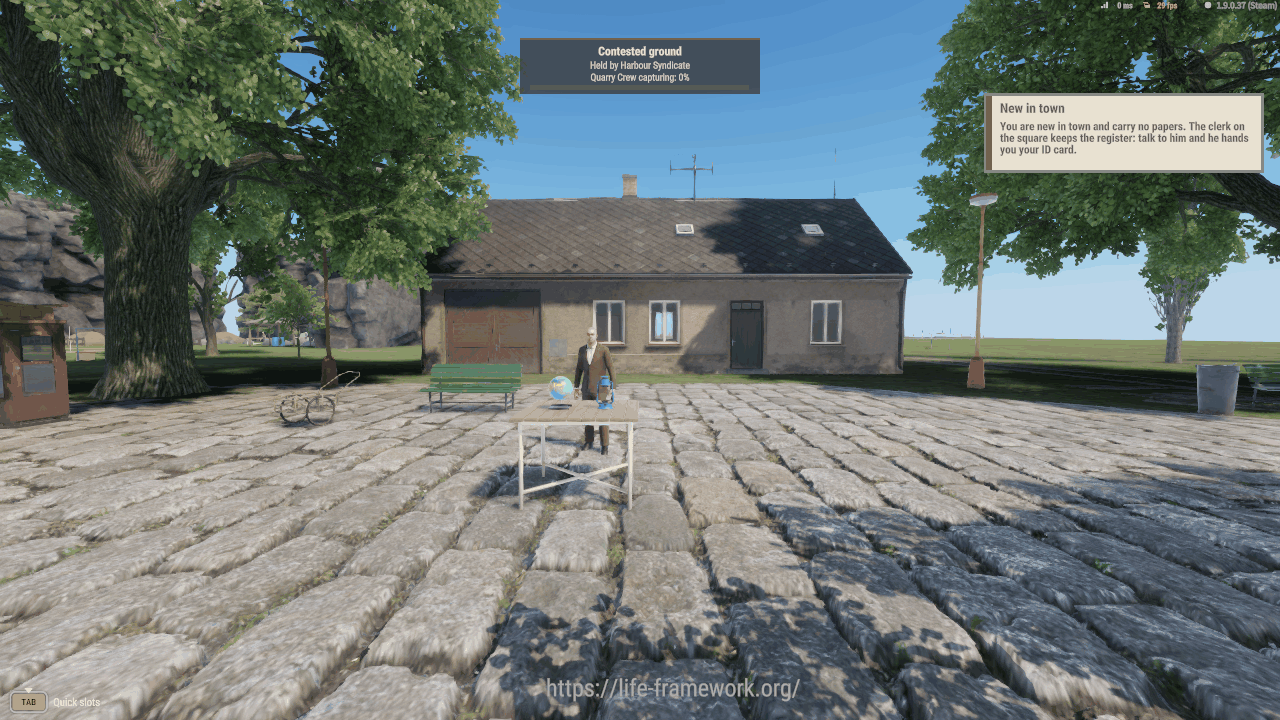 0 ms 29 fps 1.9.0.37 (Steam)
Contested ground
Held by Harbour Syndicate
Quarry Crew capturing: 0%
New in town
You are new in town and carry no papers. The clerk on
the square keeps the register: talk to him and he hands
you your ID card.
https://life-framework.org/
TAB Quick slots